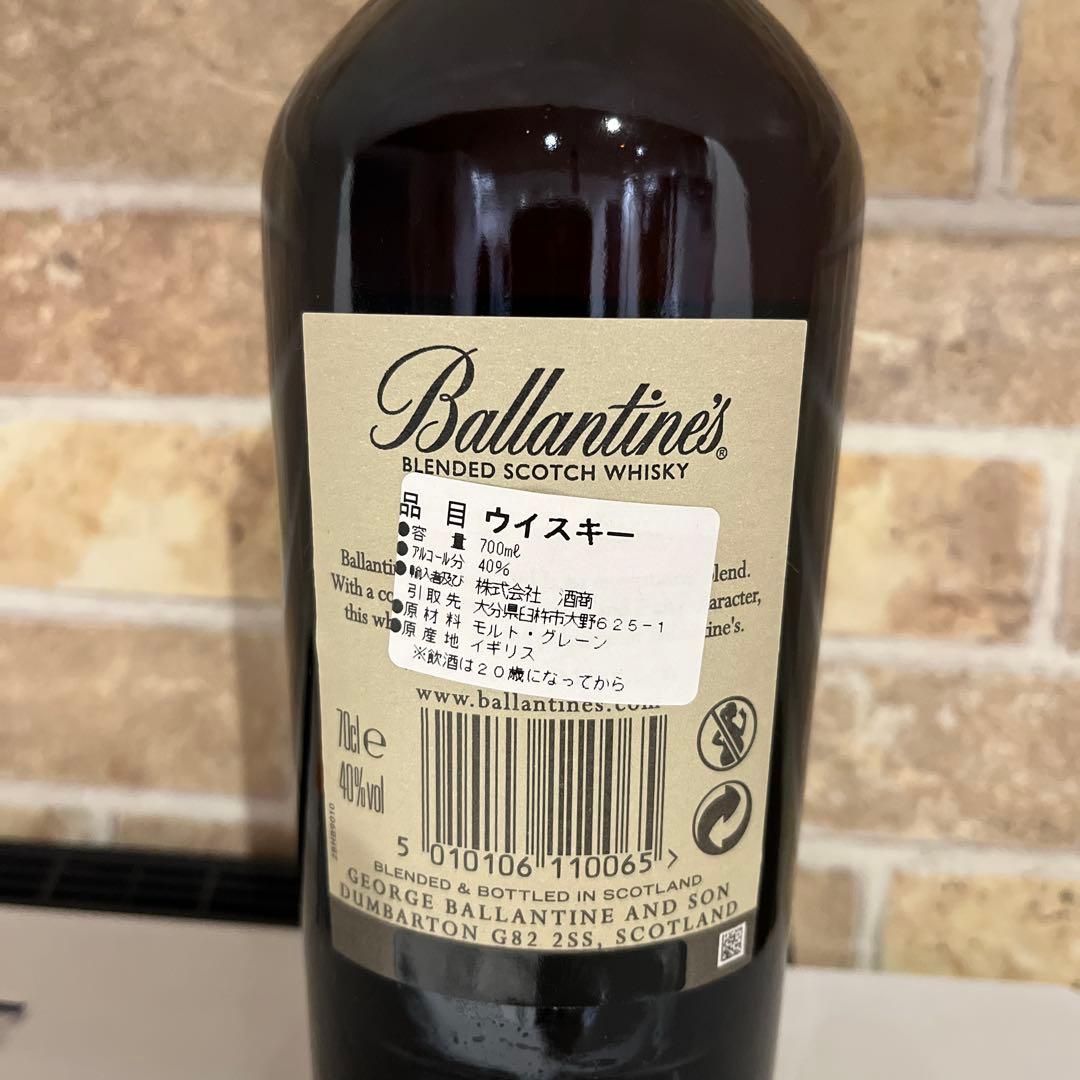 Ballantine's®
BLENDED SCOTCH WHISKY
品 目 ウイスキー
●容 量 700㎖
●アルコール分 40%
●輸入者及び 株式会社 酒商
引取先 大分県臼杵市大野625-1
●原材料 モルト・グレーン
●原産地 イギリス
※飲酒は20歳になってから
blend.
With a
this
www.ballantines.com
70cl e
40%vol
5 010106 110065 >
BLENDED & BOTTLED IN SCOTLAND
GEORGE BALLANTINE AND SON
DUMBARTON G82 2SS, SCOTLAND